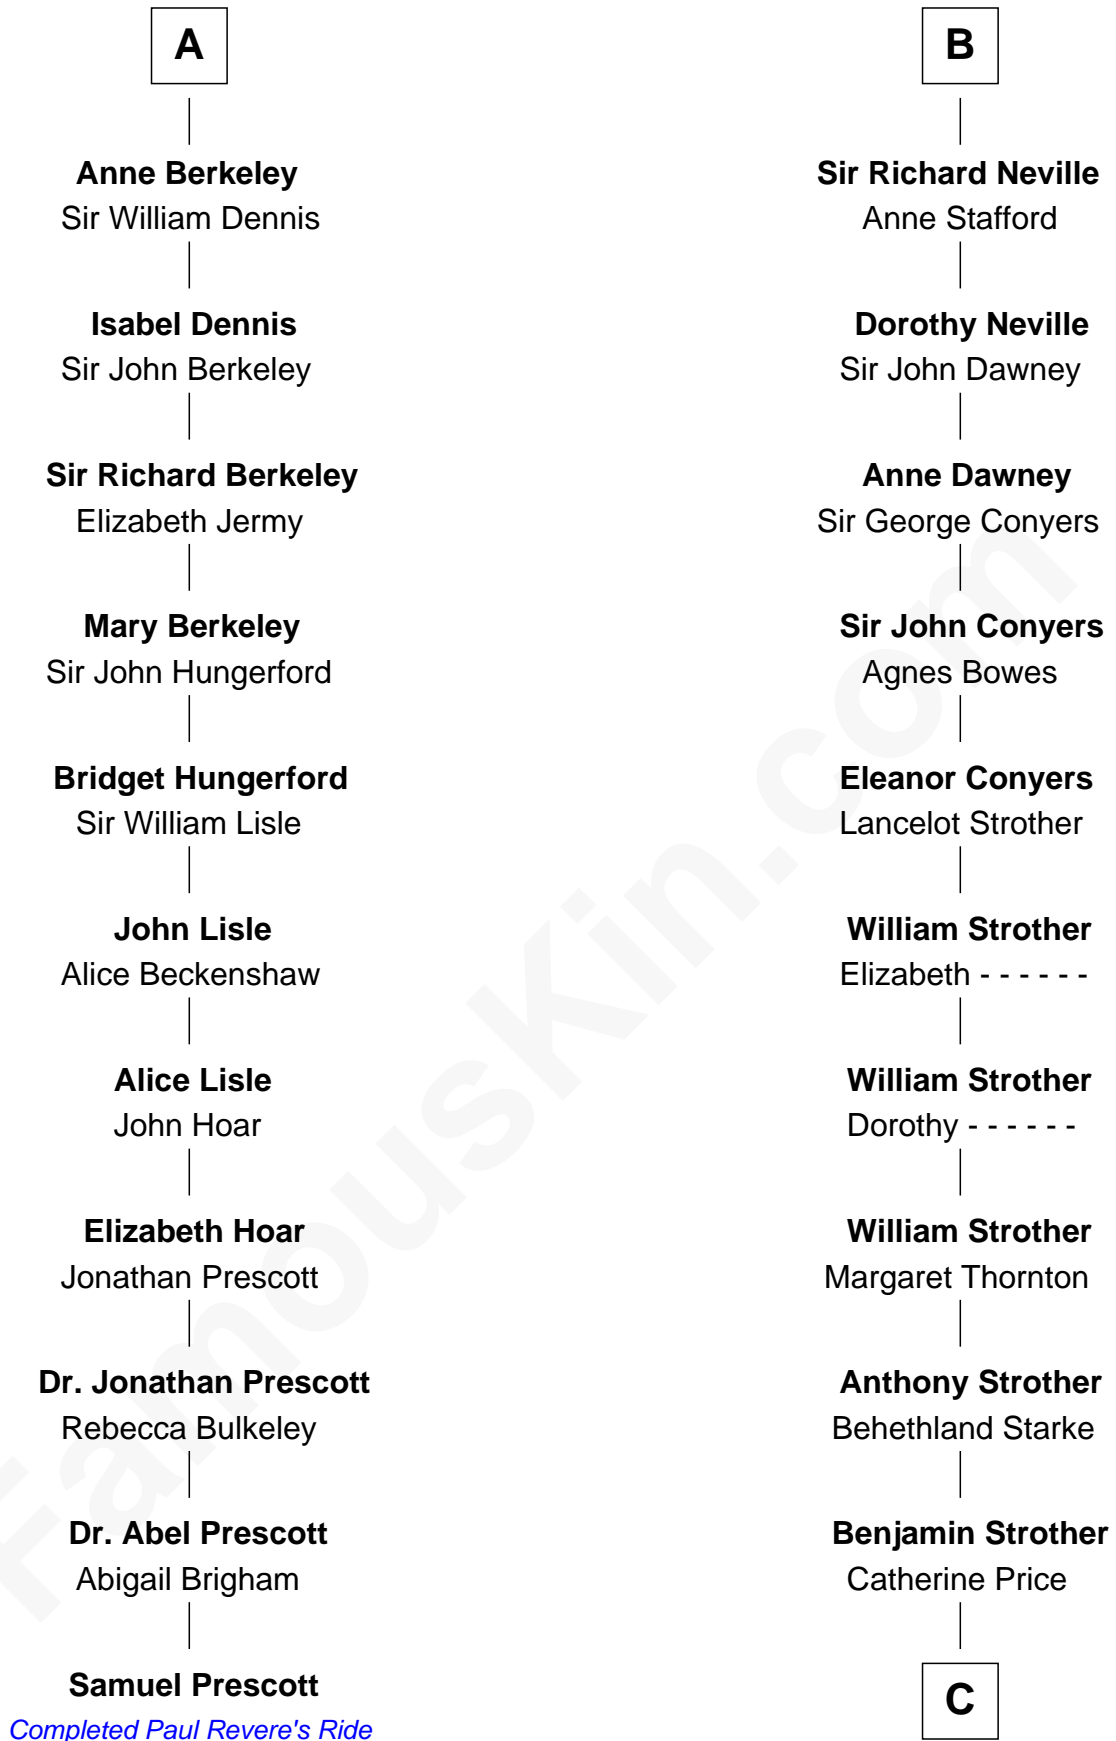 A
Anne Berkeley
Sir William Dennis
Isabel Dennis
Sir John Berkeley
Sir Richard Berkeley
Elizabeth Jermy
Mary Berkeley
Sir John Hungerford
Bridget Hungerford
Sir William Lisle
John Lisle
Alice Beckenshaw
Alice Lisle
John Hoar
Elizabeth Hoar
Jonathan Prescott
Dr. Jonathan Prescott
Rebecca Bulkeley
Dr. Abel Prescott
Abigail Brigham
Samuel Prescott
Completed Paul Revere's Ride
B
Sir Richard Neville
Anne Stafford
Dorothy Neville
Sir John Dawney
Anne Dawney
Sir George Conyers
Sir John Conyers
Agnes Bowes
Eleanor Conyers
Lancelot Strother
William Strother
Elizabeth - - - - - -
William Strother
Dorothy - - - - - -
William Strother
Margaret Thornton
Anthony Strother
Behethland Starke
Benjamin Strother
Catherine Price
C
FamousKin.com